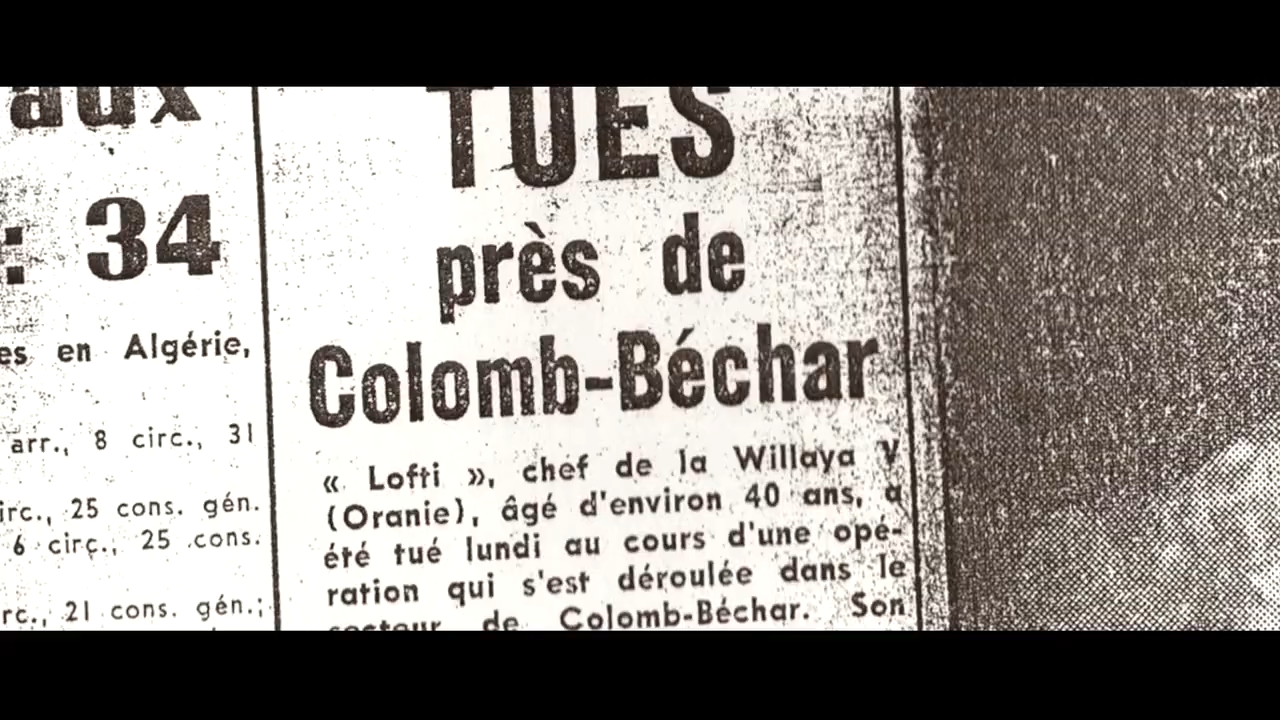 aux
: 34
es en Algérie,
arr., 8 circ., 31
irc., 25 cons. gén.
6 circ., 25 cons.
rc., 21 cons. gén.;
TUES
près de
Colomb-Béchar
« Lofti », chef de la Willaya V
(Oranie), âgé d'environ 40 ans, a
été tué lundi au cours d'une opé-
ration qui s'est déroulée dans le
secteur de Colomb-Béchar. Son